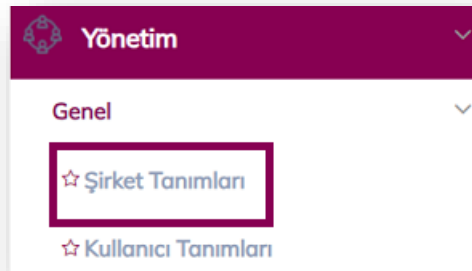 Yönetim
Genel
Şirket Tanımları
Kullanıcı Tanımları